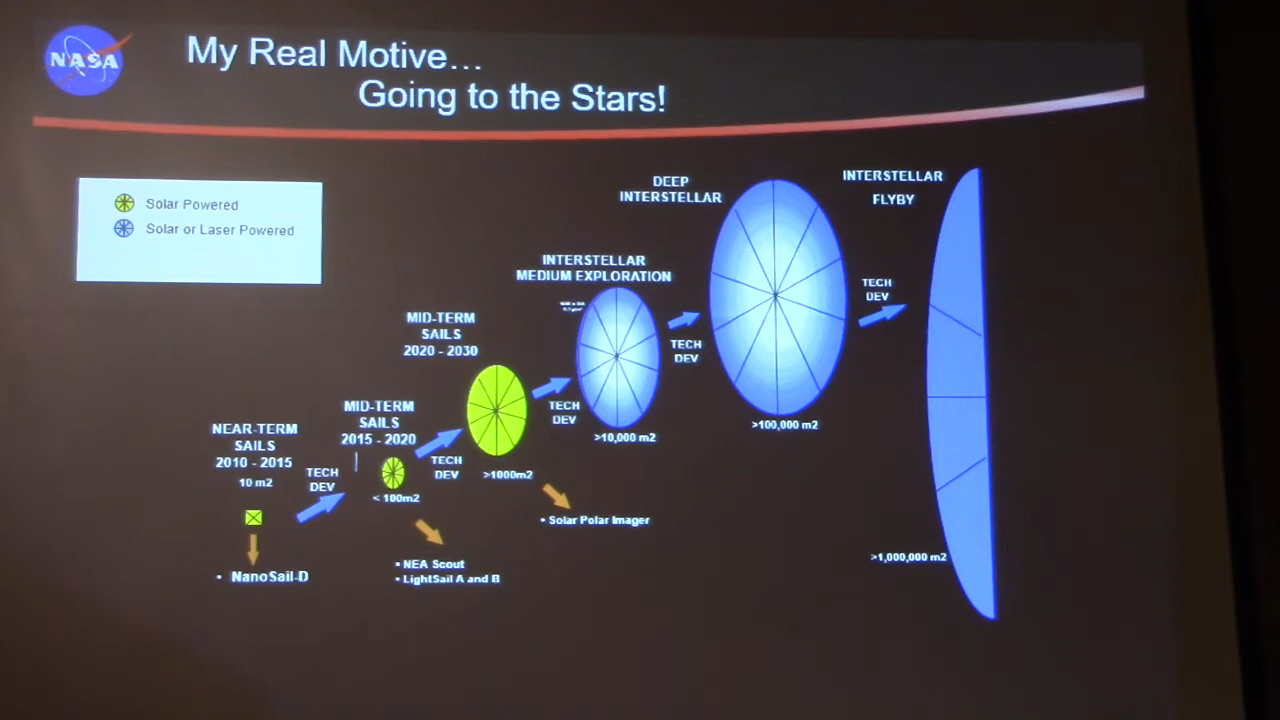 NASA
My Real Motive…
Going to the Stars!
Solar Powered
Solar or Laser Powered
NEAR-TERM
SAILS
2010 - 2015
10 m2
• NanoSail-D
TECH
DEV
MID-TERM
SAILS
2015 - 2020
< 100m2
• NEA Scout
• LightSail A and B
TECH
DEV
MID-TERM
SAILS
2020 - 2030
>1000m2
• Solar Polar Imager
TECH
DEV
INTERSTELLAR
MEDIUM EXPLORATION
>10,000 m2
TECH
DEV
DEEP
INTERSTELLAR
>100,000 m2
TECH
DEV
INTERSTELLAR
FLYBY
>1,000,000 m2